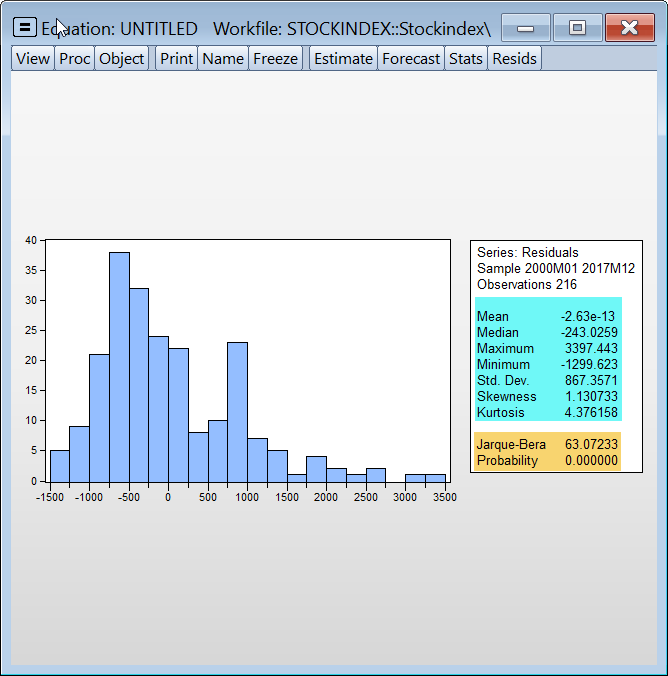 Equation: UNTITLED Workfile: STOCKINDEX::Stockindex\
View Proc Object Print Name Freeze Estimate Forecast Stats Resids
40
35
30
25
20
15
10
5
0
-1500 -1000 -500 0 500 1000 1500 2000 2500 3000 3500
Series: Residuals
Sample 2000M01 2017M12
Observations 216
Mean -2.63e-13
Median -243.0259
Maximum 3397.443
Minimum -1299.623
Std. Dev. 867.3571
Skewness 1.130733
Kurtosis 4.376158
Jarque-Bera 63.07233
Probability 0.000000